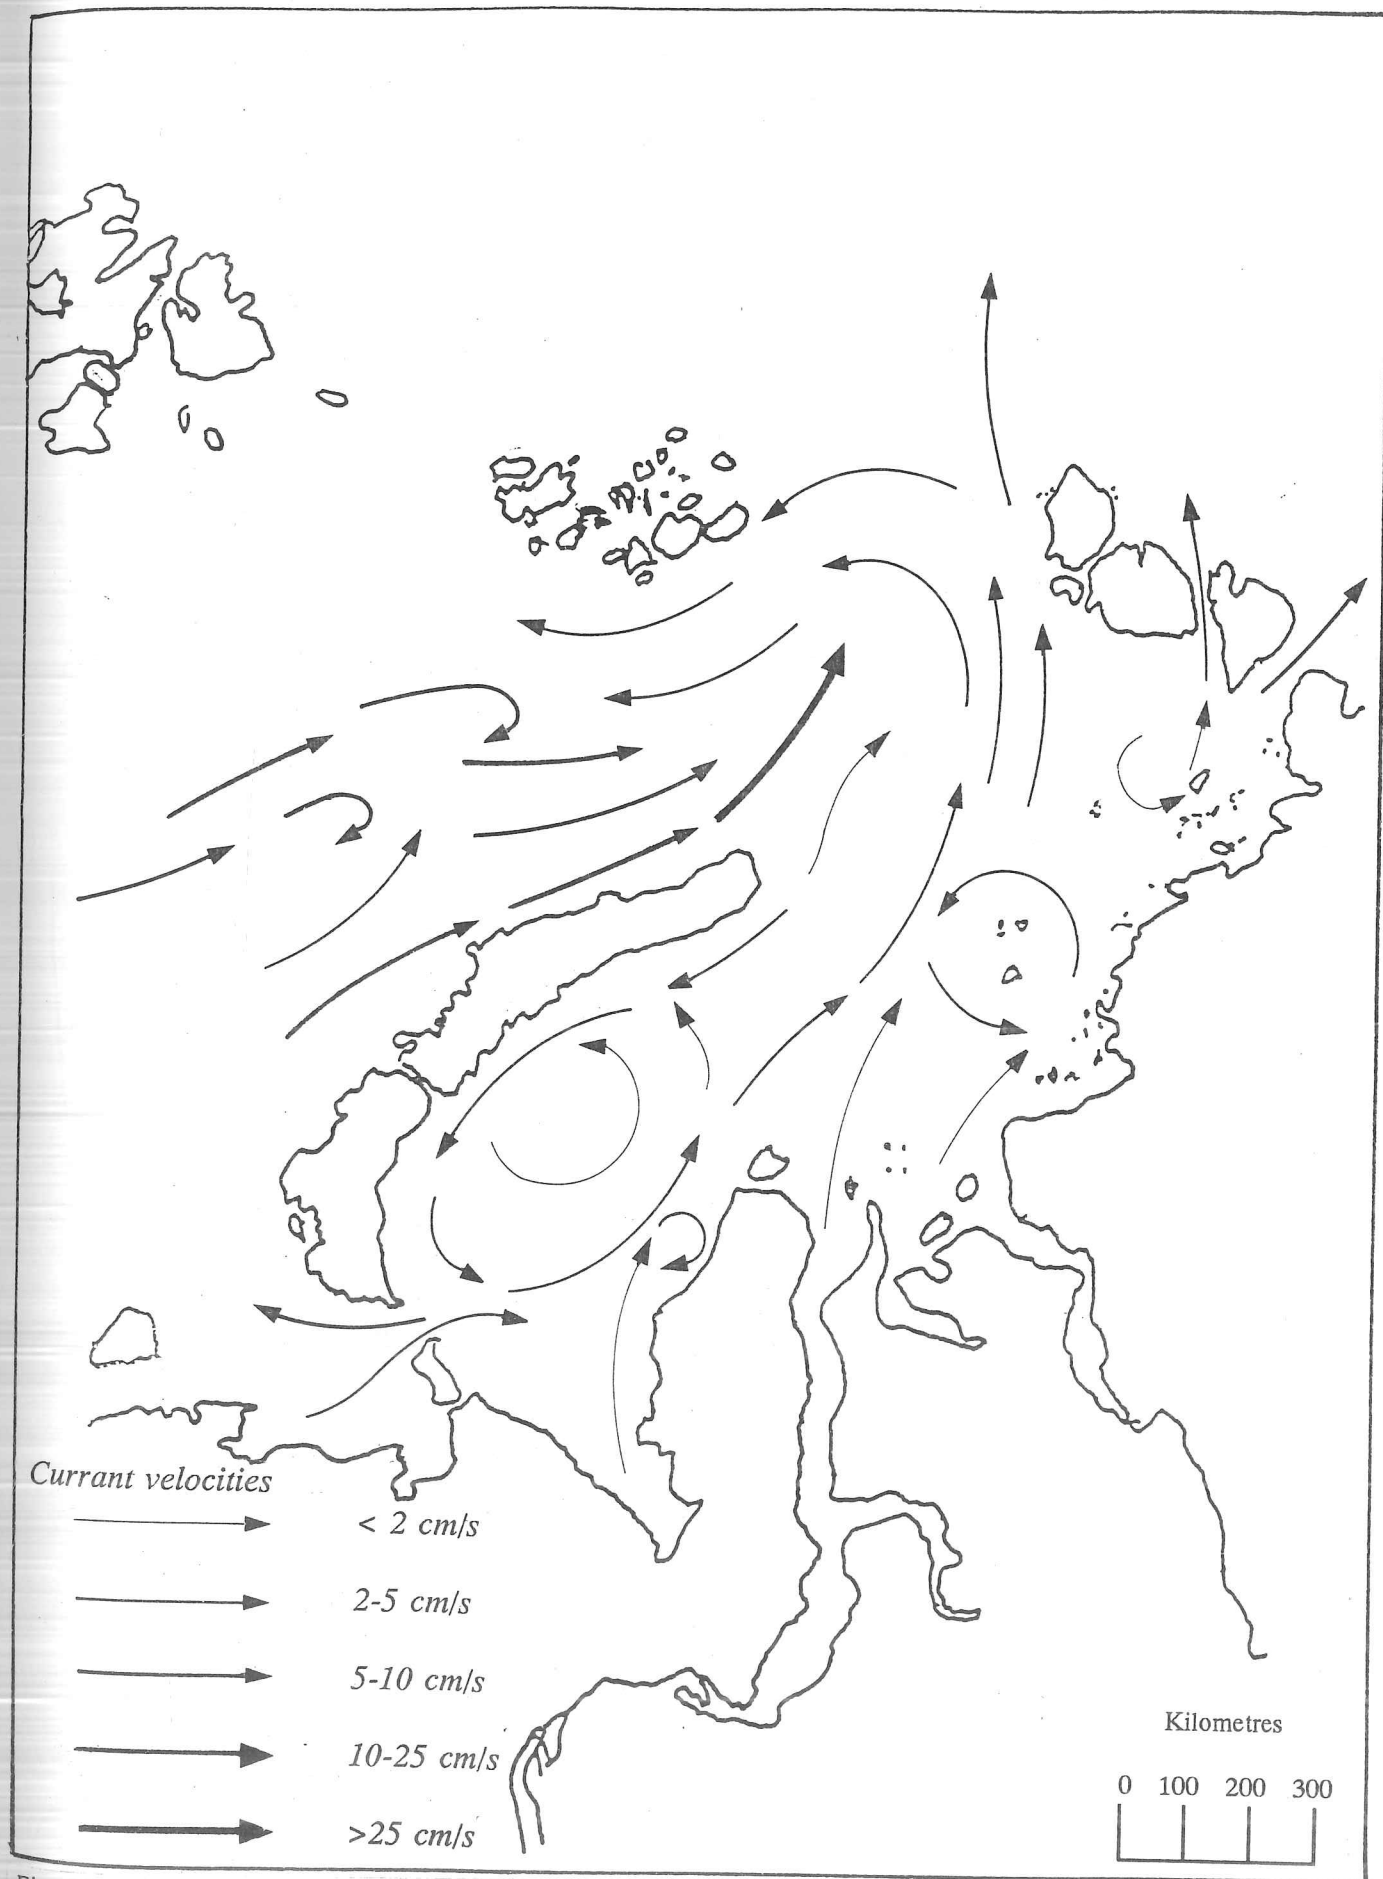 Currant velocities
< 2 cm/s
2-5 cm/s
5-10 cm/s
10-25 cm/s
>25 cm/s
Kilometres
0 100 200 300